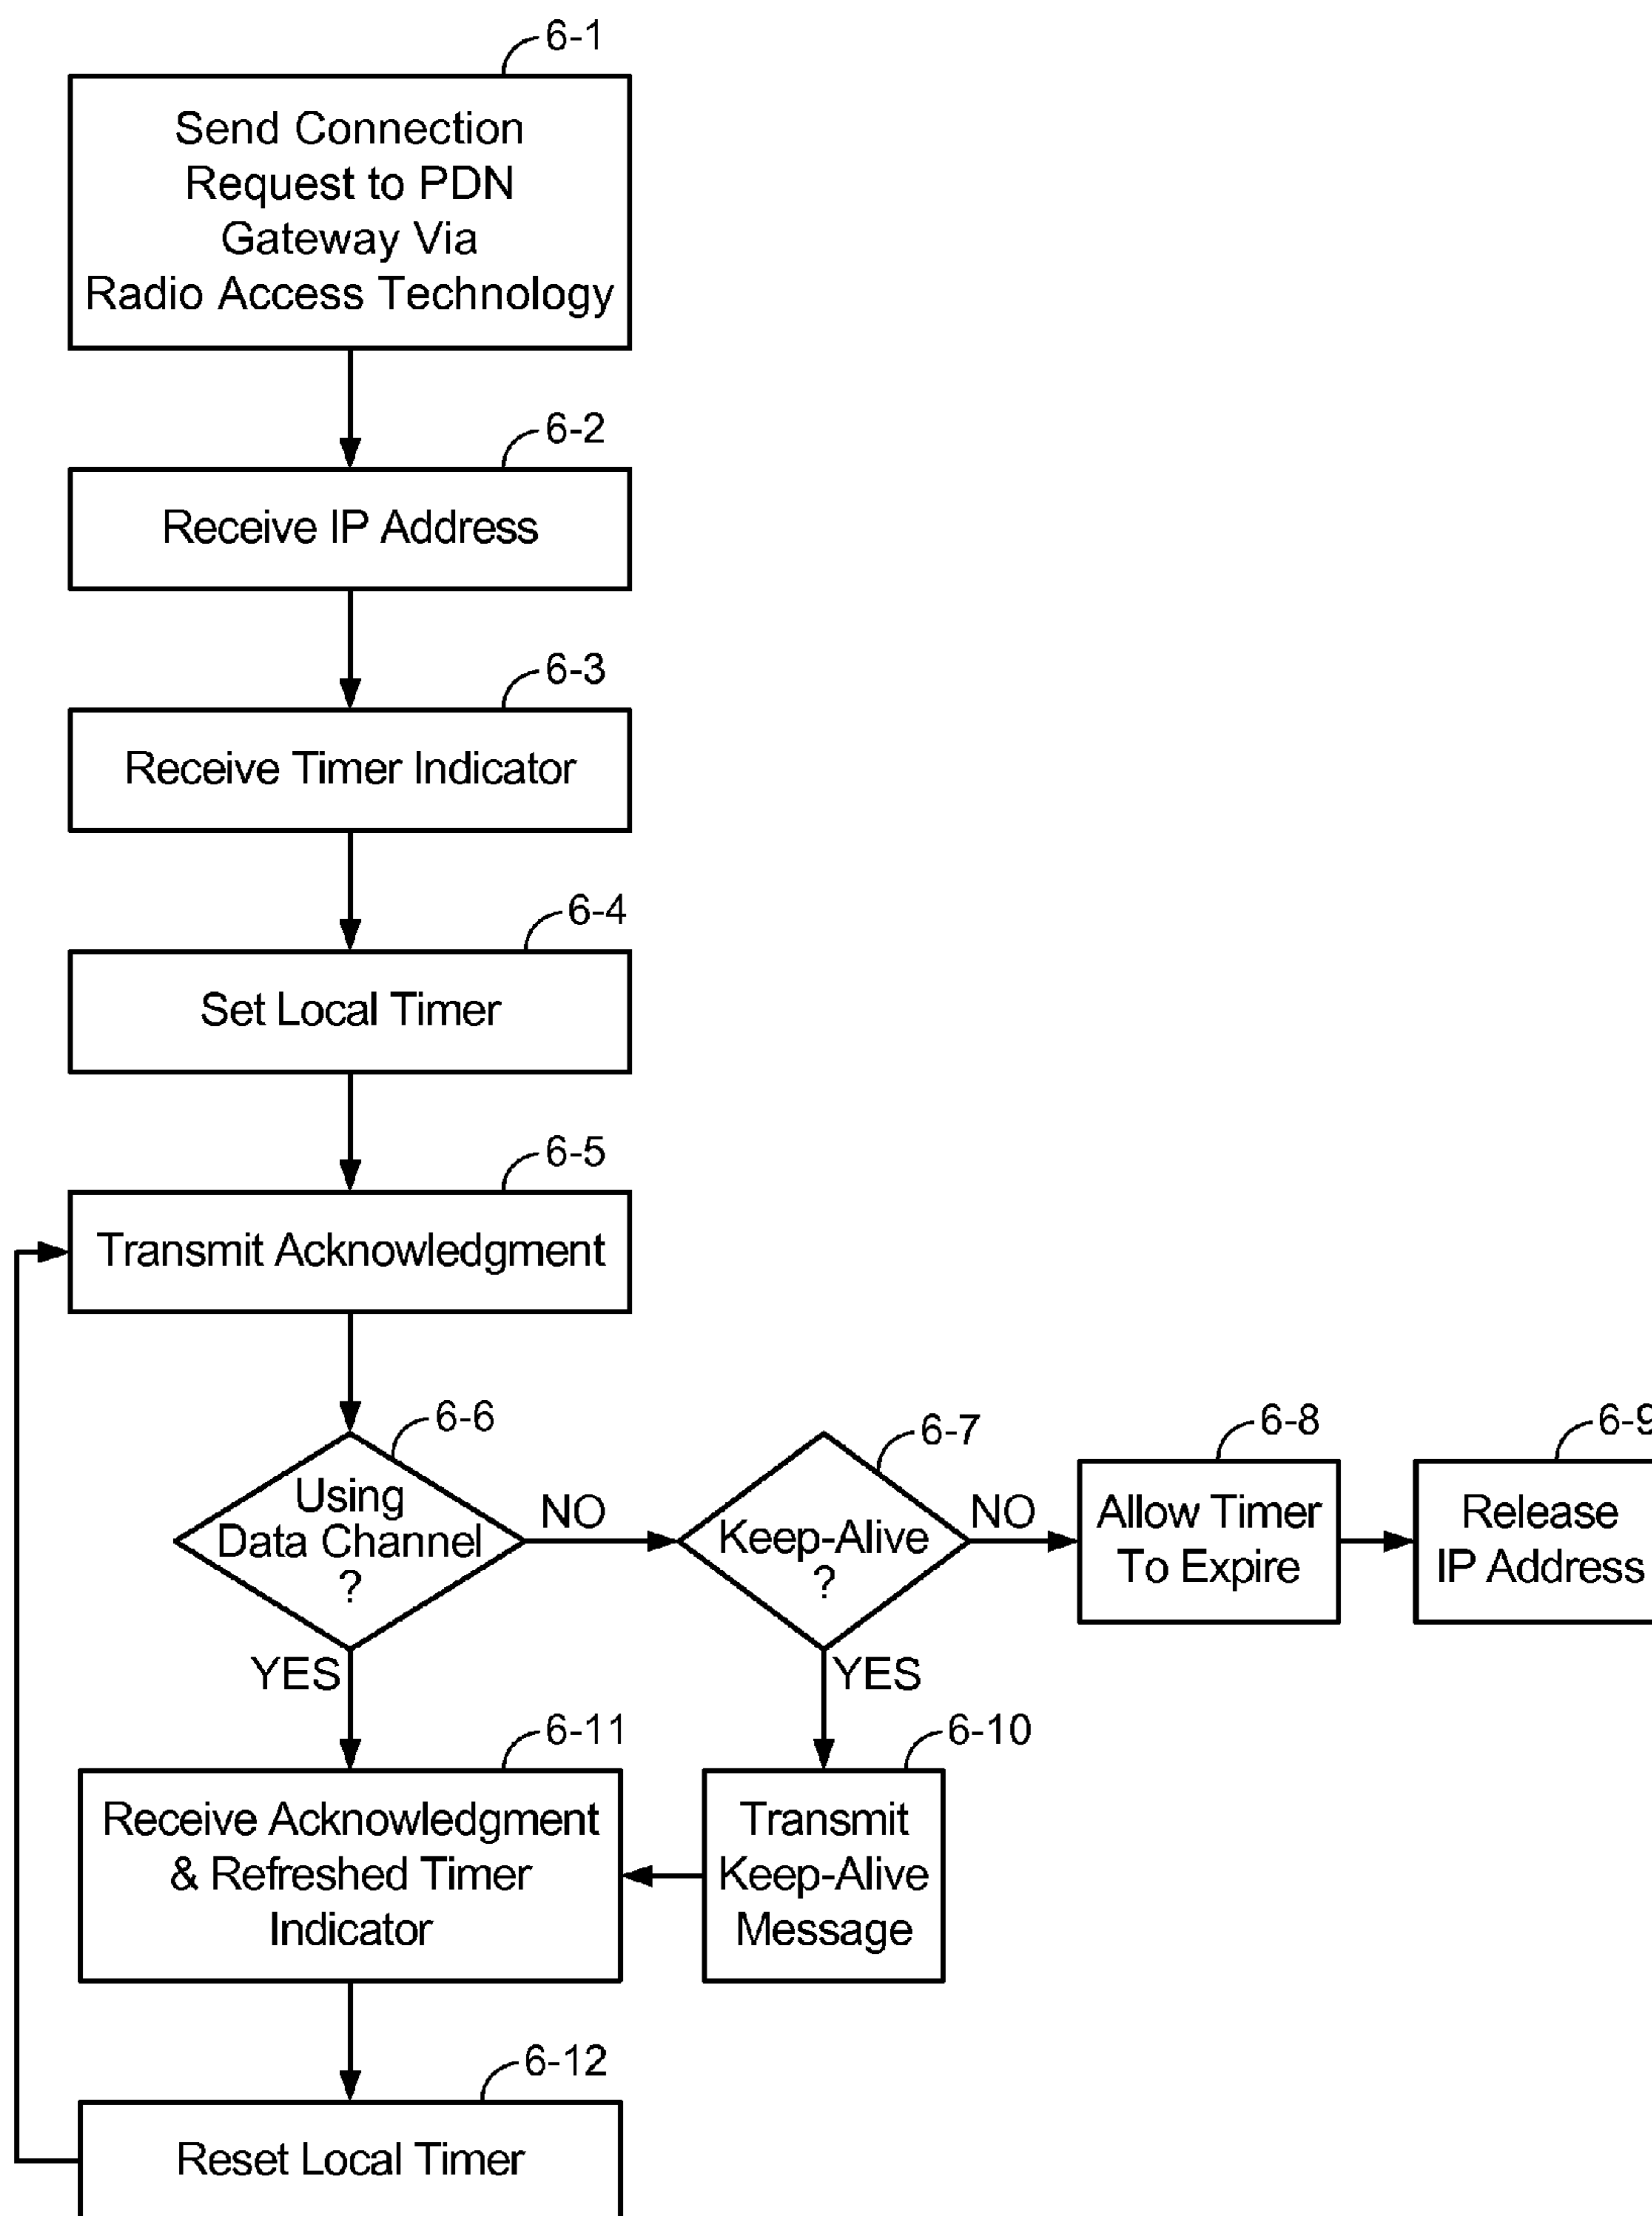 6-1
Send Connection
Request to PDN
Gateway Via
Radio Access Technology
6-2
Receive IP Address
6-3
Receive Timer Indicator
6-4
Set Local Timer
6-5
Transmit Acknowledgment
6-6
Using
Data Channel
?
NO
YES
6-7
Keep-Alive
?
NO
YES
6-8
Allow Timer
To Expire
6-9
Release
IP Address
6-11
Receive Acknowledgment
& Refreshed Timer
Indicator
6-10
Transmit
Keep-Alive
Message
6-12
Reset Local Timer